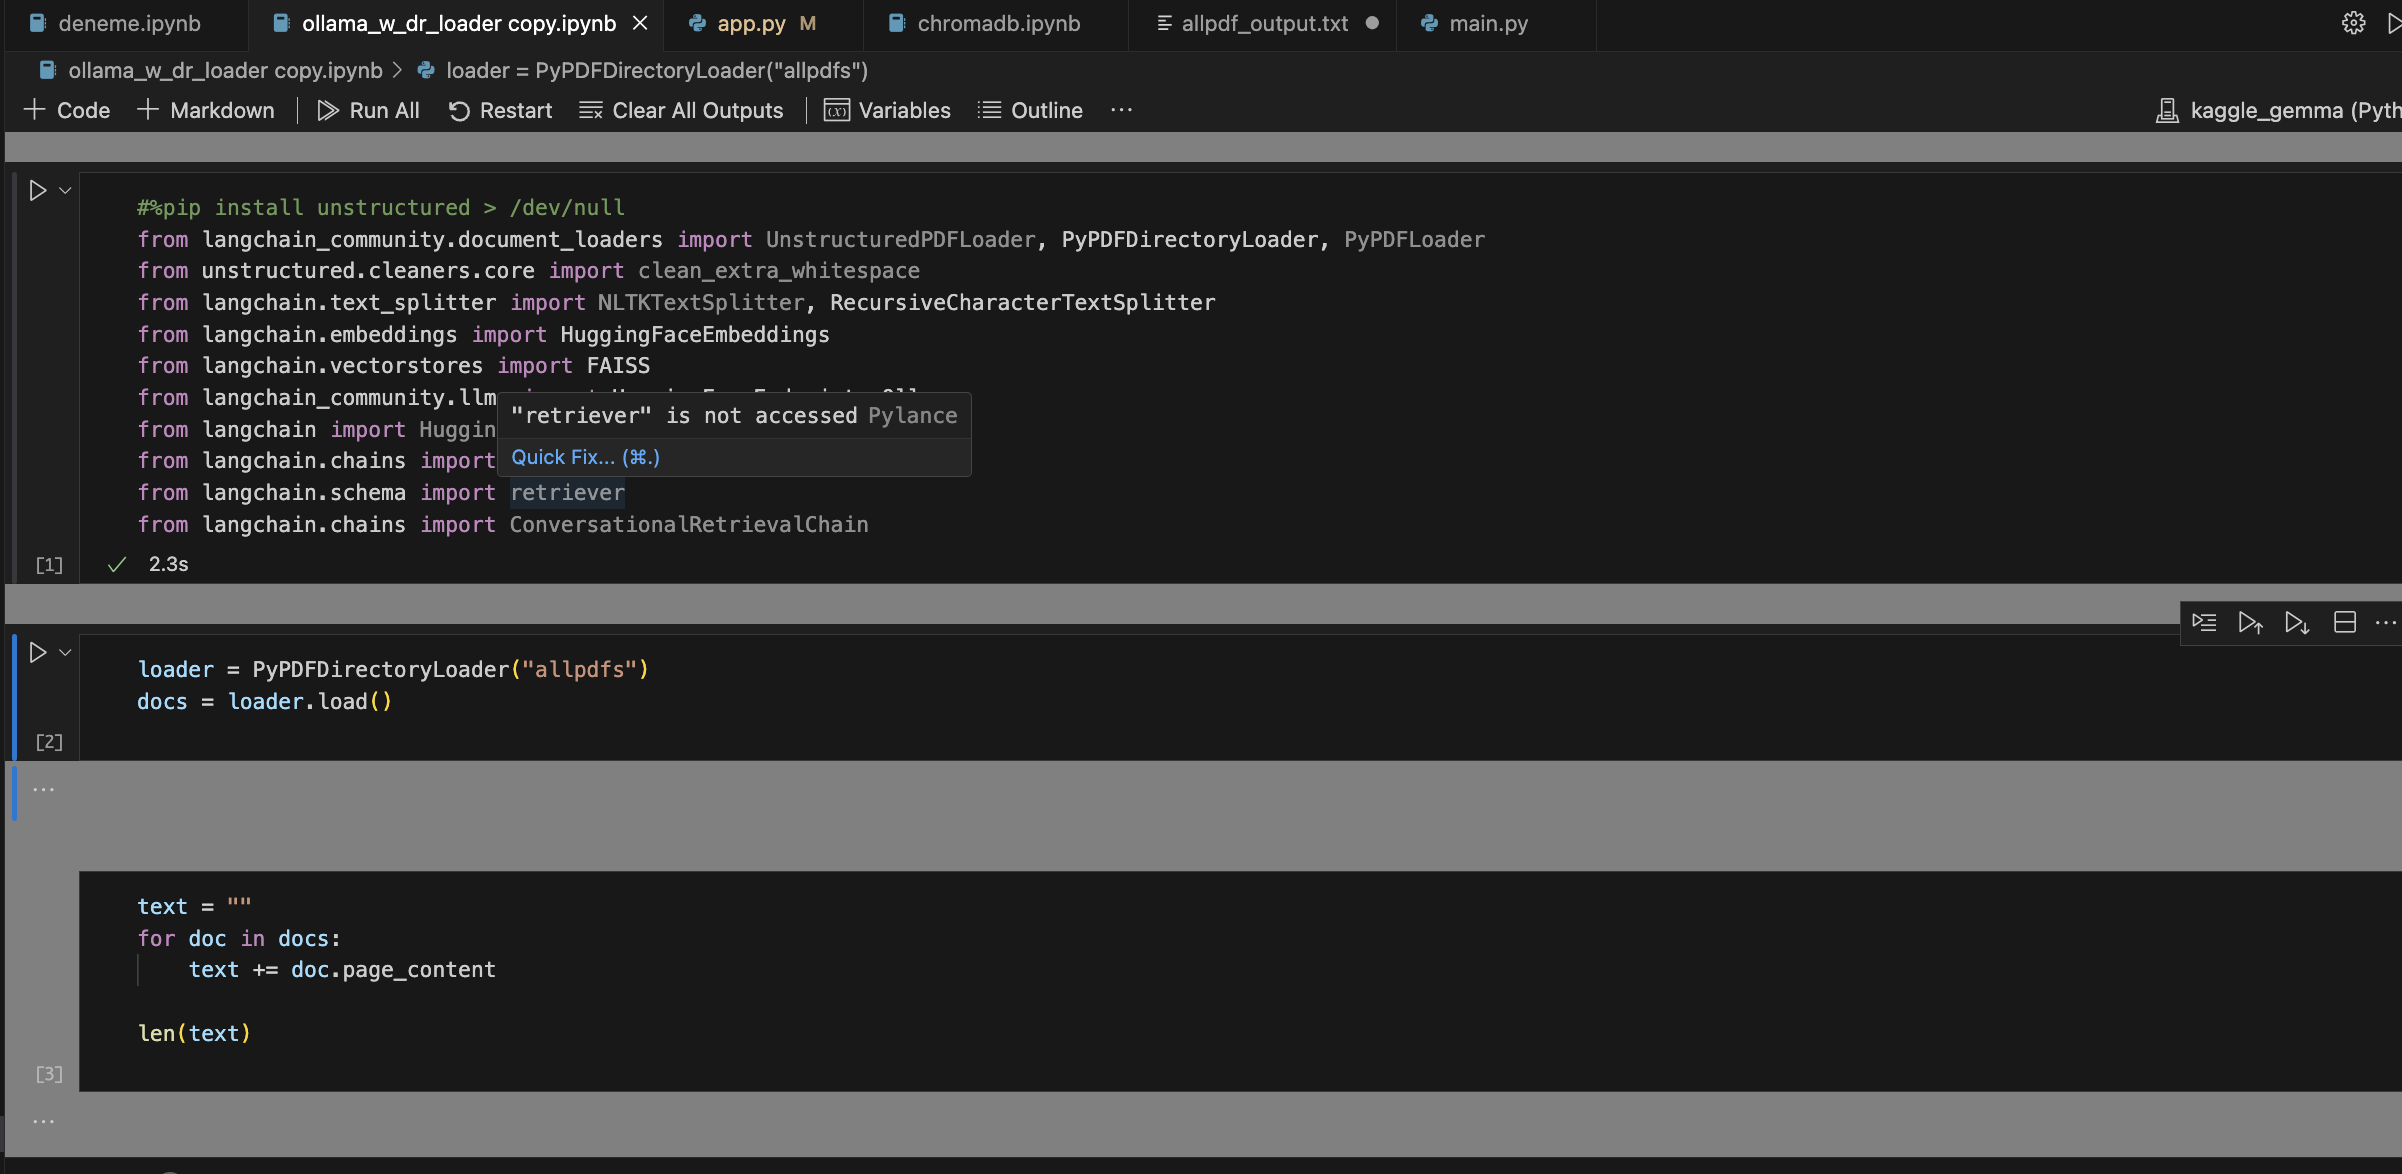 deneme.ipynb ollama_w_dr_loader copy.ipynb app.py M chromadb.ipynb allpdf_output.txt main.py
ollama_w_dr_loader copy.ipynb > loader = PyPDFDirectoryLoader("allpdfs")
+ Code + Markdown Run All Restart Clear All Outputs (x) Variables Outline ... kaggle_gemma (Pyth
#%pip install unstructured > /dev/null
from langchain_community.document_loaders import UnstructuredPDFLoader, PyPDFDirectoryLoader, PyPDFLoader
from unstructured.cleaners.core import clean_extra_whitespace
from langchain.text_splitter import NLTKTextSplitter, RecursiveCharacterTextSplitter
from langchain.embeddings import HuggingFaceEmbeddings
from langchain.vectorstores import FAISS
from langchain_community.llm
"retriever" is not accessed Pylance
from langchain import Huggin
Quick Fix... (⌘.)
from langchain.chains import
from langchain.schema import retriever
from langchain.chains import ConversationalRetrievalChain
[1] ✓ 2.3s
loader = PyPDFDirectoryLoader("allpdfs")
docs = loader.load()
[2]
...
text = ""
for doc in docs:
    text += doc.page_content
len(text)
[3]
...